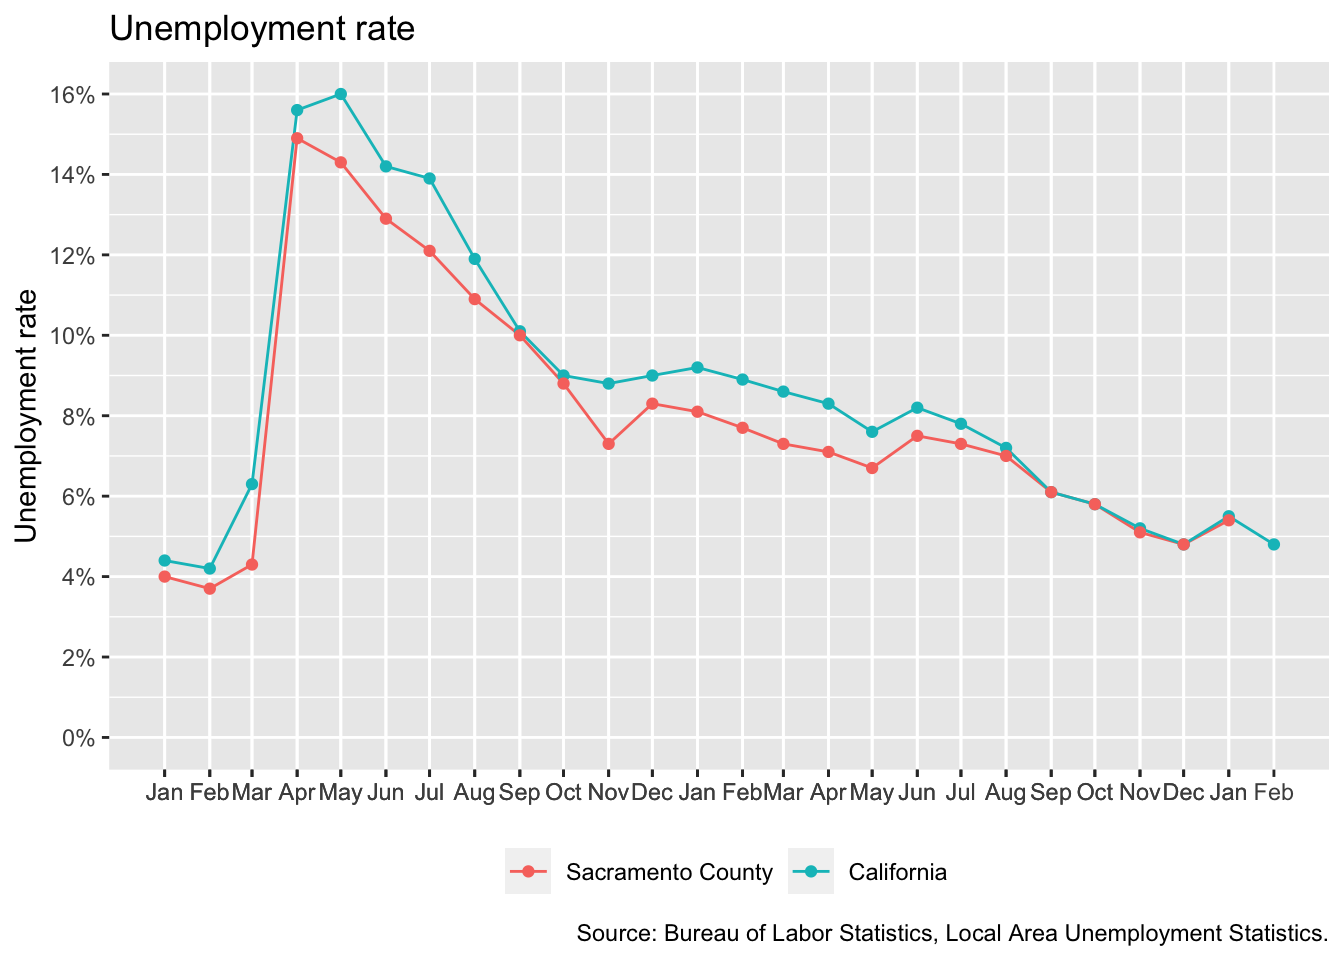 Unemployment rate
Unemployment rate
16%
14%
12%
10%
8%
6%
4%
2%
0%
Jan Feb Mar Apr May Jun Jul Aug Sep Oct Nov Dec Jan Feb Mar Apr May Jun Jul Aug Sep Oct Nov Dec Jan Feb
Sacramento County California
Source: Bureau of Labor Statistics, Local Area Unemployment Statistics.